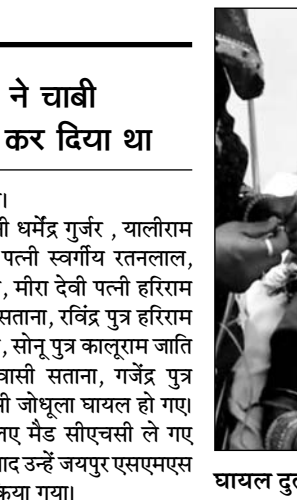 ने चाबी
कर दिया था
।
ी धर्मेंद्र गुर्जर , यालीराम
पत्नी स्वर्गीय रतनलाल,
, मीरा देवी पत्नी हरिराम
सताना, रविंद्र पुत्र हरिराम
, सोनू पुत्र कालूराम जाति
वासी सताना, गजेंद्र पुत्र
सी जोधूला घायल हो गए।
लिए मैड सीएचसी ले गए
बाद उन्हें जयपुर एसएमएस
किया गया।
घायल दु